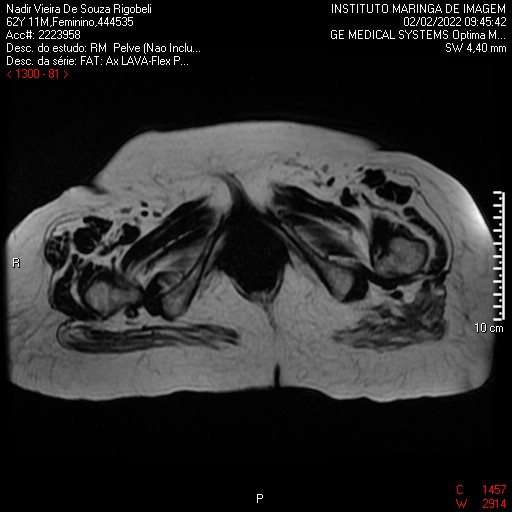 Nadir Vieira De Souza Rigobeli
62Y 11M,Feminino,444535
Acc#: 2223958
Desc. do estudo: RM Pelve (Nao Inclu...
Desc. da série: FAT: Ax LAVA-Flex P...
< 1300 - 81 >
INSTITUTO MARINGA DE IMAGEM
02/02/2022 09:45:42
GE MEDICAL SYSTEMS Optima M...
SW 4,40 mm
R
10 cm
P
C 1457
W 2914